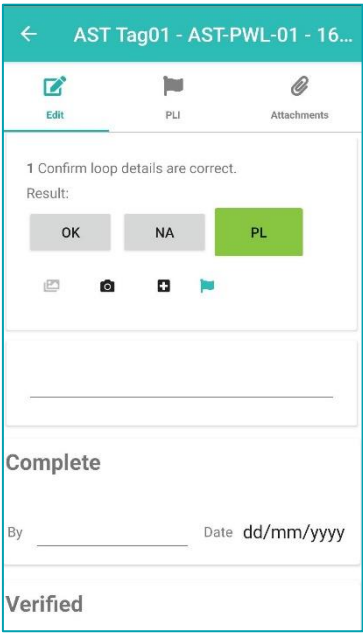 AST Tag01 - AST-PWL-01 - 16...
Edit PLI Attachments
1 Confirm loop details are correct.
Result:
OK NA PL
Complete
By Date dd/mm/yyyy
Verified